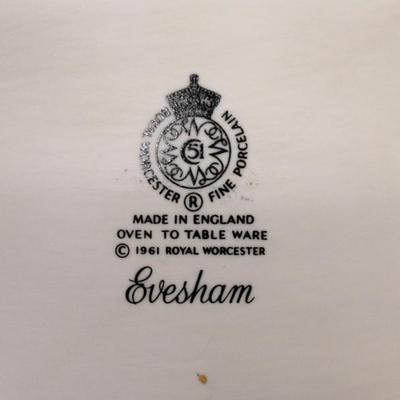 ROYAL WORCESTER FINE PORCELAIN
51
®
MADE IN ENGLAND
OVEN TO TABLE WARE
© 1961 ROYAL WORCESTER
Evesham